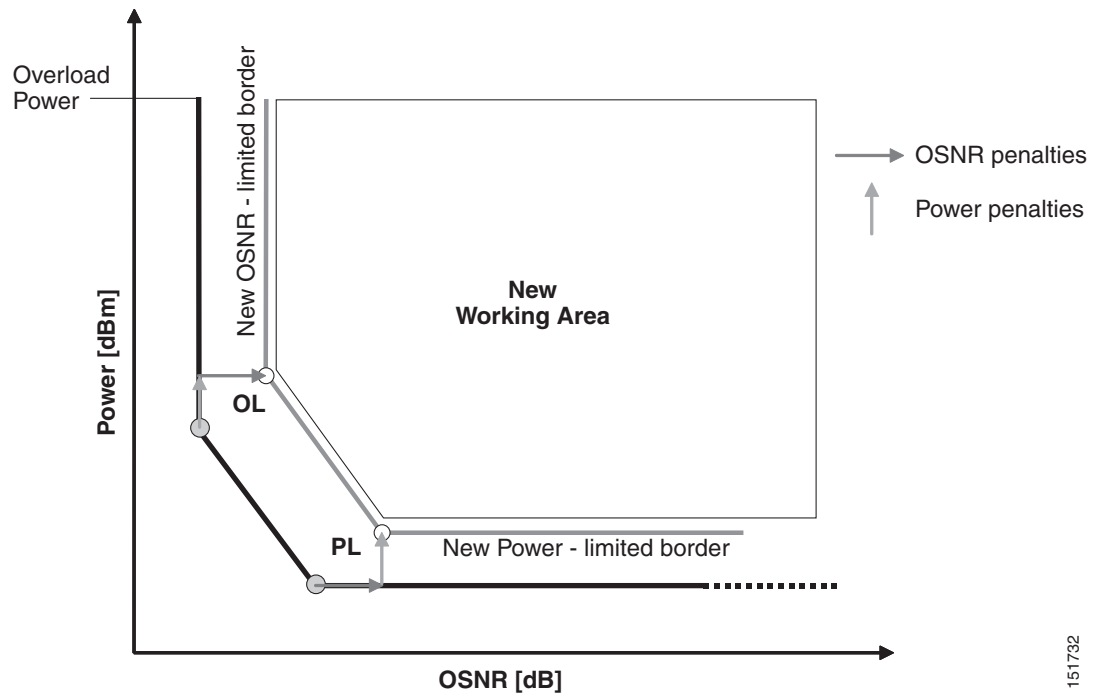 Overload
Power
New OSNR - limited border
OSNR penalties
Power penalties
New
Working Area
Power [dBm]
OL
PL
New Power - limited border
OSNR [dB]
151732